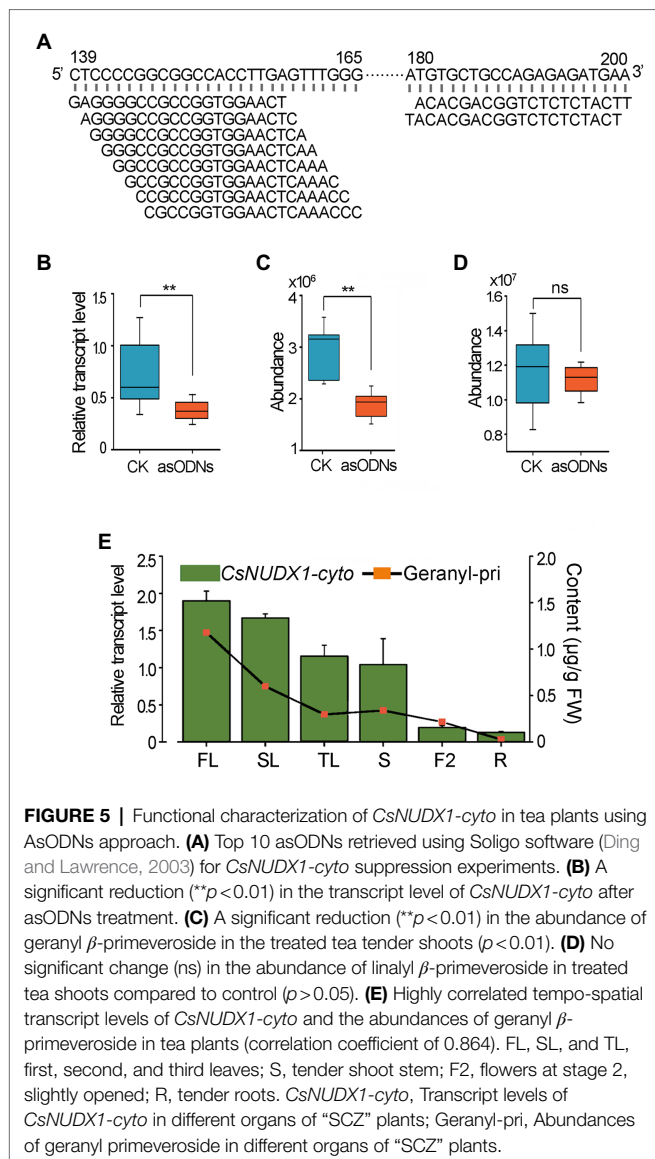 A
139 165 180 200
5' CTCCCCGGCGGCCACCTTGAGTTTGGG ········ ATGTGCTGCCAGAGAGATGAA 3'
GAGGGGCCGCCGGTGGAACT ACACGACGGTCTCTCTACTT
AGGGGCCGCCGGTGGAACTC TACACGACGGTCTCTCTACT
GGGGCCGCCGGTGGAACTCA
GGGCCGCCGGTGGAACTCAA
GGCCGCCGGTGGAACTCAAA
GCCGCCGGTGGAACTCAAAC
CCGCCGGTGGAACTCAAACC
CGCCGGTGGAACTCAAACCC
B
Relative transcript level
1.5
1.0
0.5
0
**
CK asODNs
C
x10⁶
Abundance
4
3
2
1
**
CK asODNs
D
x10⁷
Abundance
1.6
1.4
1.2
1.0
0.8
ns
CK asODNs
E
Relative transcript level
2.5
2.0
1.5
1.0
0.5
0
CsNUDX1-cyto Geranyl-pri
2.0
1.5
1.0
0.5
0
Content (µg/g FW)
FL SL TL S F2 R
FIGURE 5 | Functional characterization of CsNUDX1-cyto in tea plants using
AsODNs approach. (A) Top 10 asODNs retrieved using Soligo software (Ding
and Lawrence, 2003) for CsNUDX1-cyto suppression experiments. (B) A
significant reduction (**p<0.01) in the transcript level of CsNUDX1-cyto after
asODNs treatment. (C) A significant reduction (**p<0.01) in the abundance of
geranyl β-primeveroside in the treated tea tender shoots (p<0.01). (D) No
significant change (ns) in the abundance of linalyl β-primeveroside in treated
tea shoots compared to control (p>0.05). (E) Highly correlated tempo-spatial
transcript levels of CsNUDX1-cyto and the abundances of geranyl β-
primeveroside in tea plants (correlation coefficient of 0.864). FL, SL, and TL,
first, second, and third leaves; S, tender shoot stem; F2, flowers at stage 2,
slightly opened; R, tender roots. CsNUDX1-cyto, Transcript levels of
CsNUDX1-cyto in different organs of “SCZ” plants; Geranyl-pri, Abundances
of geranyl primeveroside in different organs of “SCZ” plants.